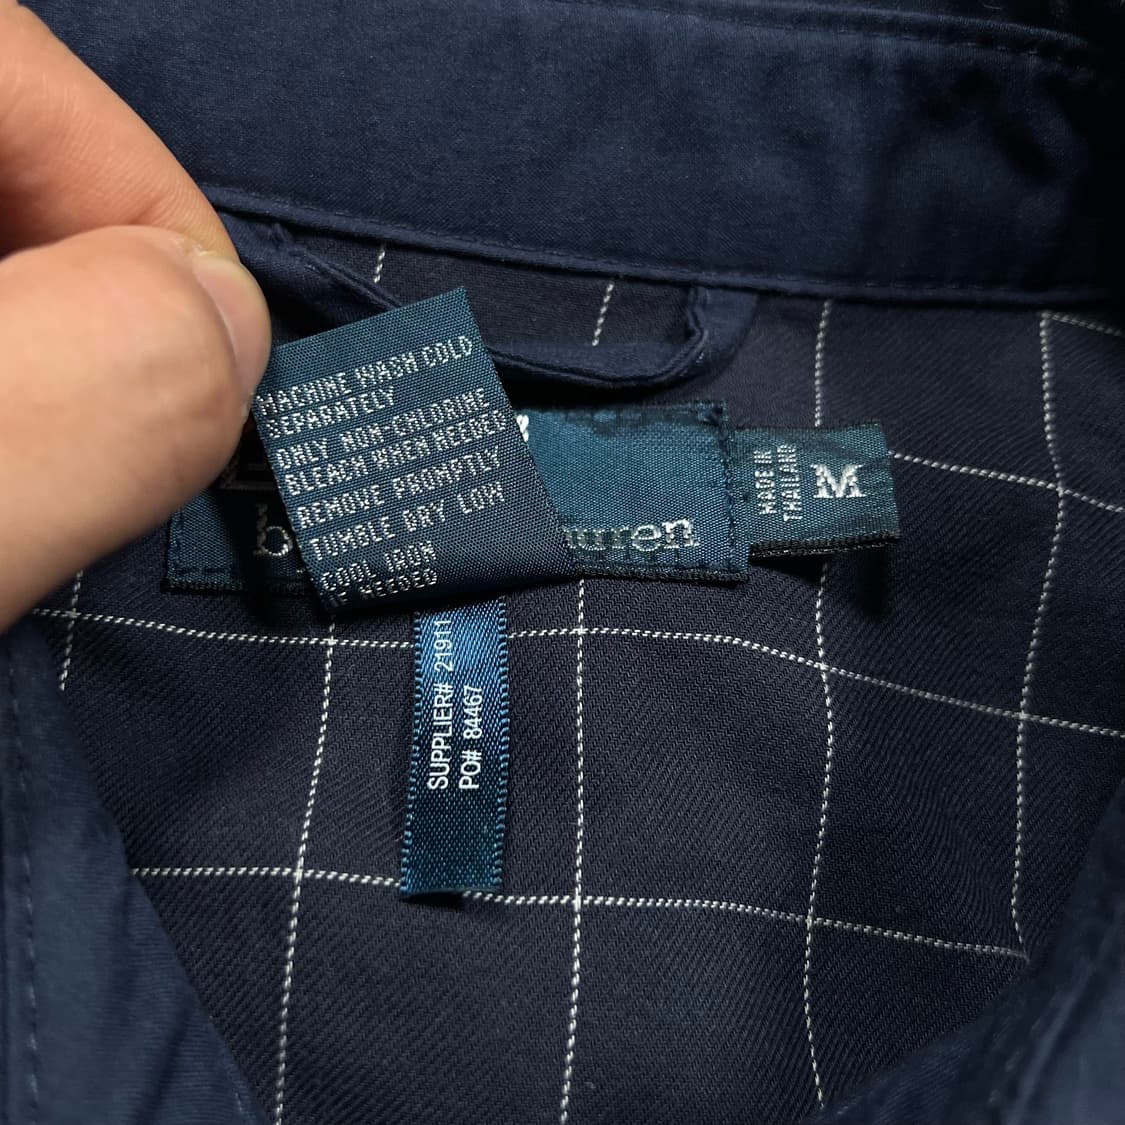 MACHINE WASH COLD
SEPARATELY
ONLY NON-CHLORINE
BLEACH WHEN NEEDED
REMOVE PROMPTLY
TUMBLE DRY LOW
COOL IRON
IF NEEDED
b
uren
MADE IN
THAILAND
M
SUPPLIER# 21911
PO# 84467